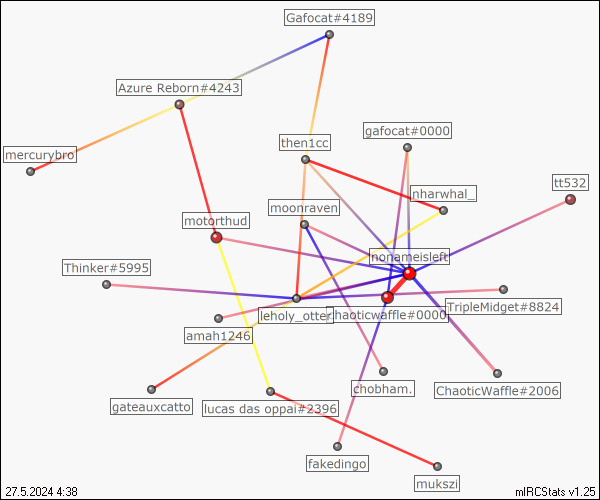 Gafocat#4189
Azure Reborn#4243
gafocat#0000
then1cc
mercurybro
tt532
nharwhal_
moonraven
motorthud
nonameisleft
Thinker#5995
TripleMidget#8824
leholy_otter
chaoticwaffle#0000
amah1246
chobham.
ChaoticWaffle#2006
gateauxcatto
lucas das oppai#2396
fakedingo
mukszi
27.5.2024 4:38
mIRCStats v1.25